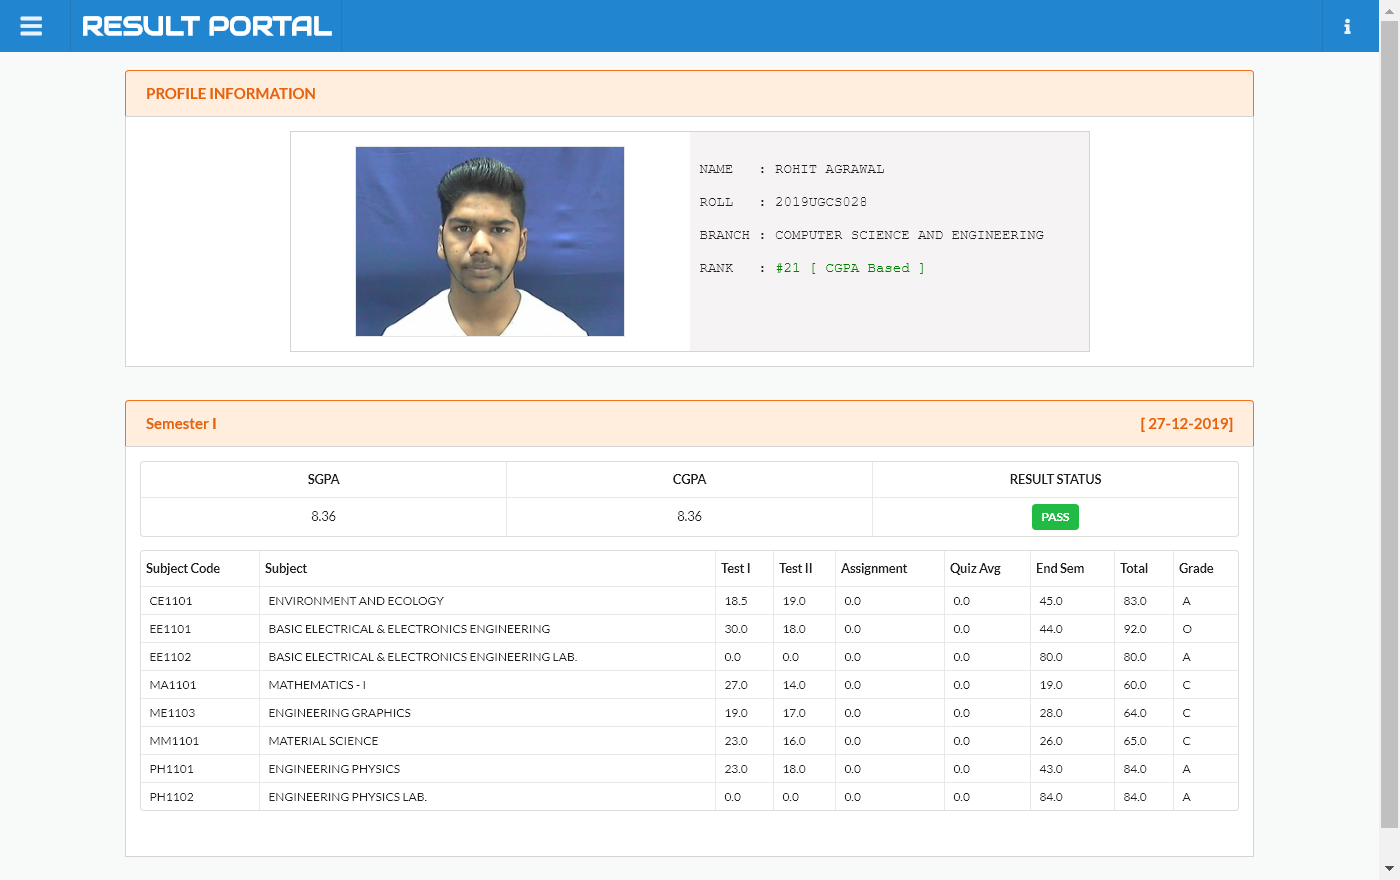 RESULT PORTAL
PROFILE INFORMATION
NAME : ROHIT AGRAWAL
ROLL : 2019UGCS028
BRANCH : COMPUTER SCIENCE AND ENGINEERING
RANK : #21 [ CGPA Based ]
Semester I [ 27-12-2019]
SGPA CGPA RESULT STATUS
8.36 8.36 PASS
Subject Code Subject Test I Test II Assignment Quiz Avg End Sem Total Grade
CE1101 ENVIRONMENT AND ECOLOGY 18.5 19.0 0.0 0.0 45.0 83.0 A
EE1101 BASIC ELECTRICAL & ELECTRONICS ENGINEERING 30.0 18.0 0.0 0.0 44.0 92.0 O
EE1102 BASIC ELECTRICAL & ELECTRONICS ENGINEERING LAB. 0.0 0.0 0.0 0.0 80.0 80.0 A
MA1101 MATHEMATICS - I 27.0 14.0 0.0 0.0 19.0 60.0 C
ME1103 ENGINEERING GRAPHICS 19.0 17.0 0.0 0.0 28.0 64.0 C
MM1101 MATERIAL SCIENCE 23.0 16.0 0.0 0.0 26.0 65.0 C
PH1101 ENGINEERING PHYSICS 23.0 18.0 0.0 0.0 43.0 84.0 A
PH1102 ENGINEERING PHYSICS LAB. 0.0 0.0 0.0 0.0 84.0 84.0 A